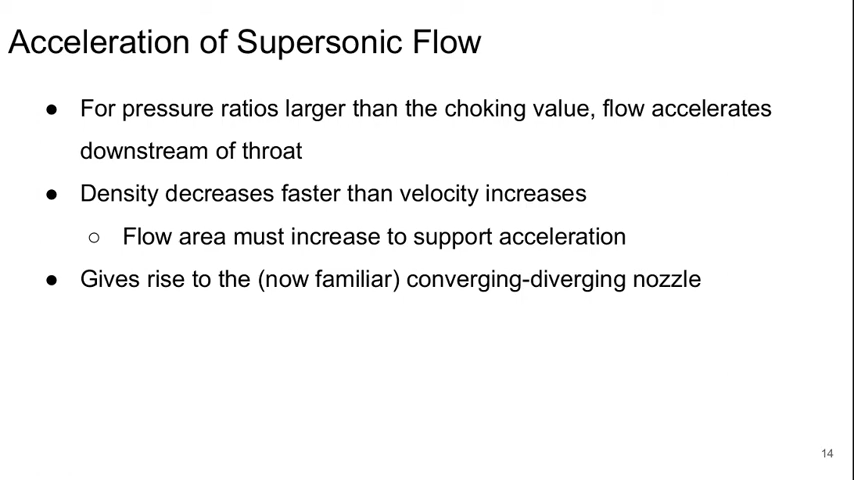 Acceleration of Supersonic Flow
● For pressure ratios larger than the choking value, flow accelerates
downstream of throat
● Density decreases faster than velocity increases
○ Flow area must increase to support acceleration
● Gives rise to the (now familiar) converging-diverging nozzle
14